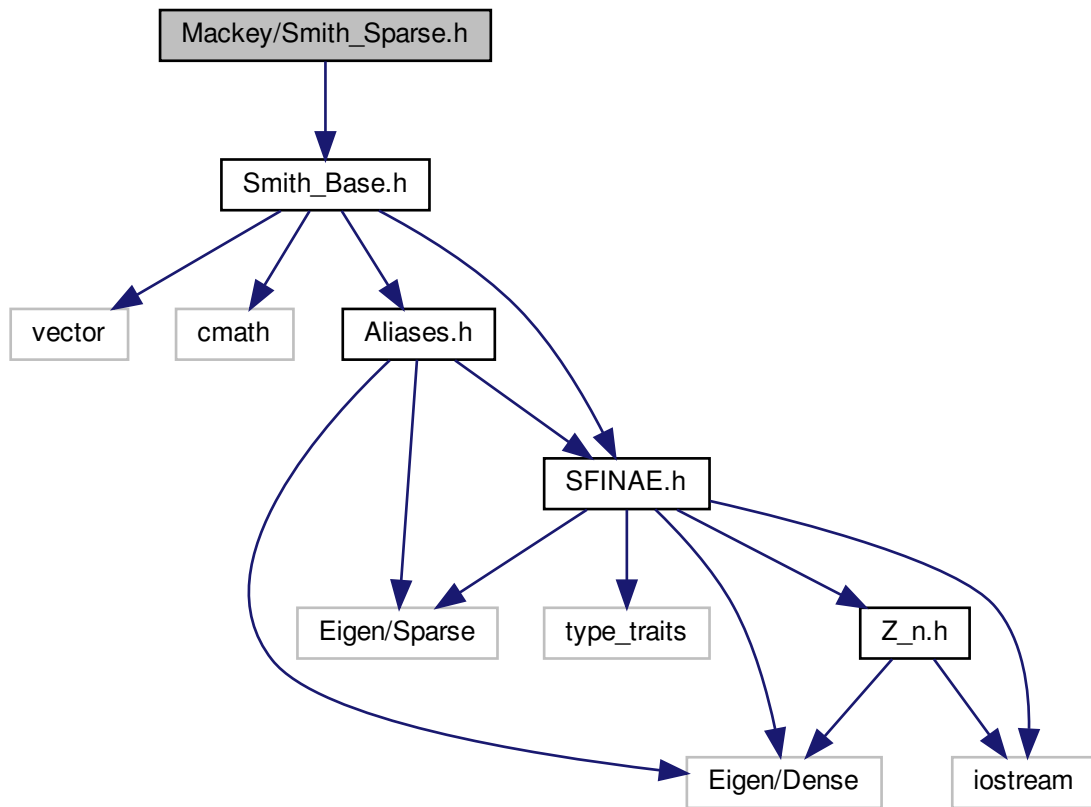 Mackey/Smith_Sparse.h
Smith_Base.h
vector
cmath
Aliases.h
SFINAE.h
Eigen/Sparse
type_traits
Z_n.h
Eigen/Dense
iostream